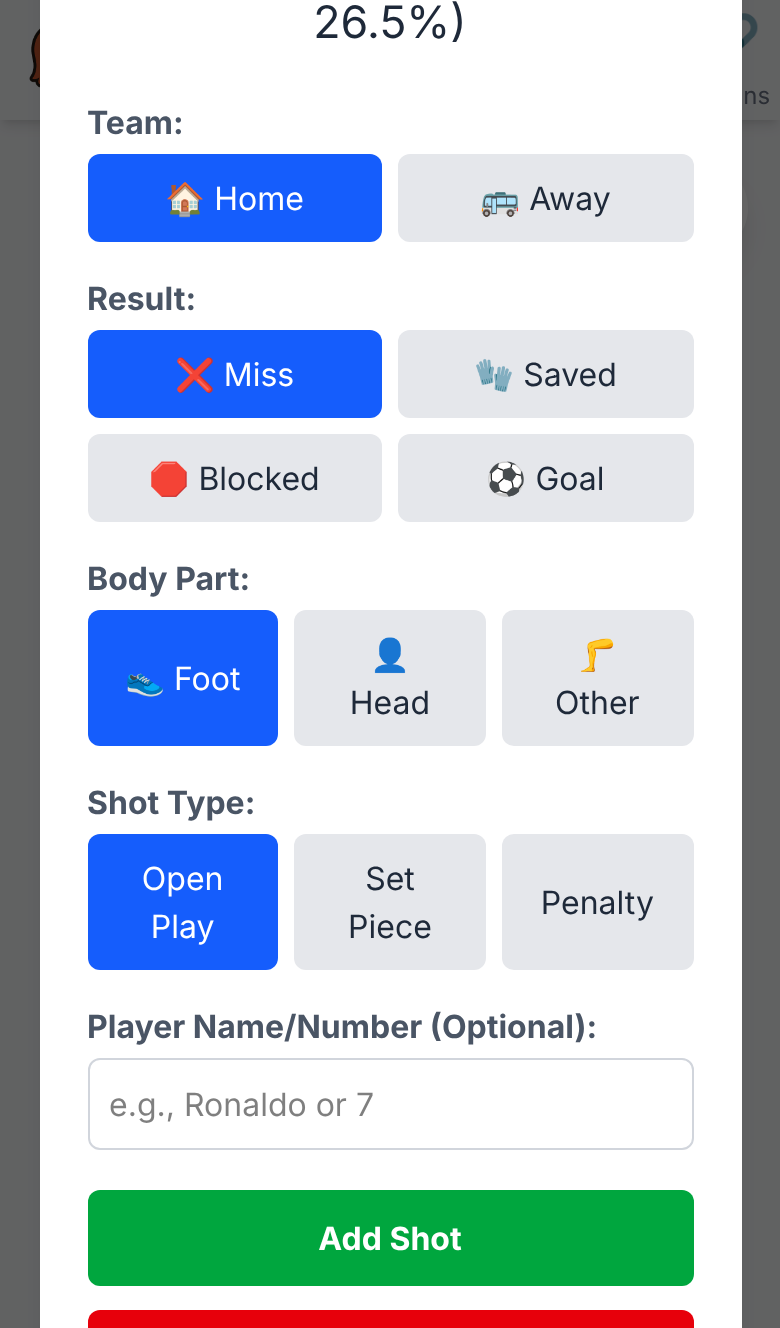 26.5%)
ns
Team:
🏠 Home
🚌 Away
Result:
❌ Miss
🧤 Saved
🛑 Blocked
⚽ Goal
Body Part:
👟 Foot
👤
Head
🦵
Other
Shot Type:
Open
Play
Set
Piece
Penalty
Player Name/Number (Optional):
e.g., Ronaldo or 7
Add Shot